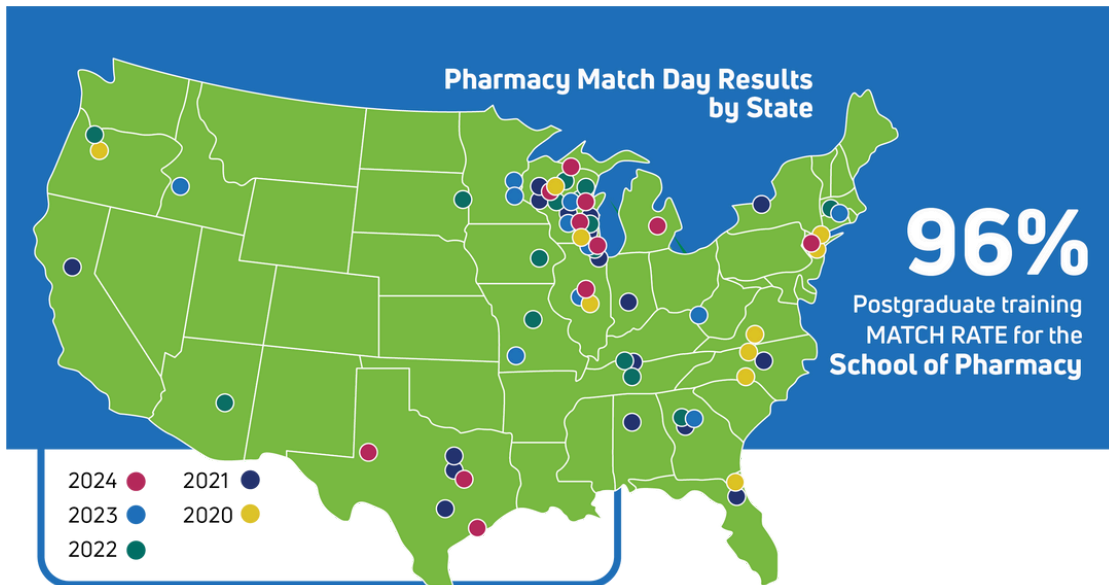 Pharmacy Match Day Results
by State
96%
Postgraduate training
MATCH RATE for the
School of Pharmacy
2024
2023
2022
2021
2020